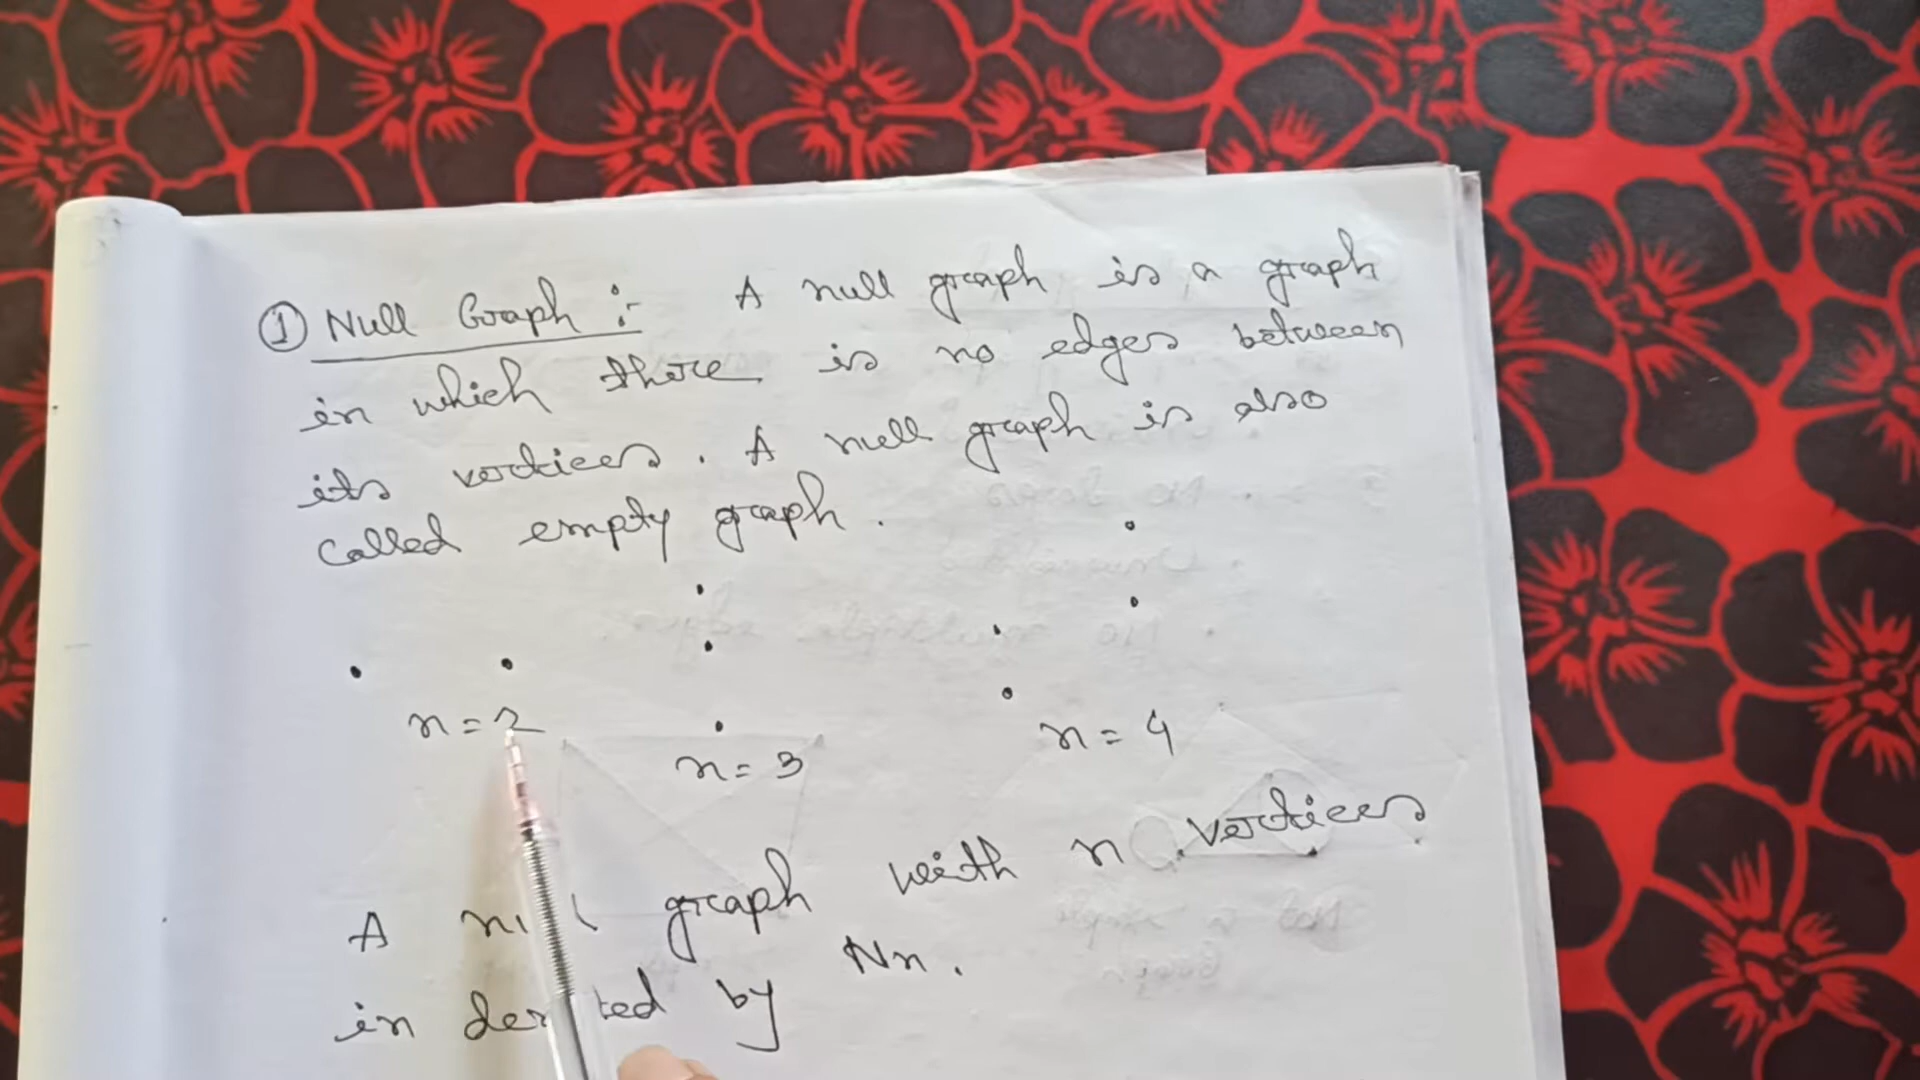 ① Null Graph :- A null graph is a graph
in which there is no edges between
its vertices. A null graph is also
called empty graph.
n = 2
n = 3
n = 4
A graph with n vertices
is by Nn.